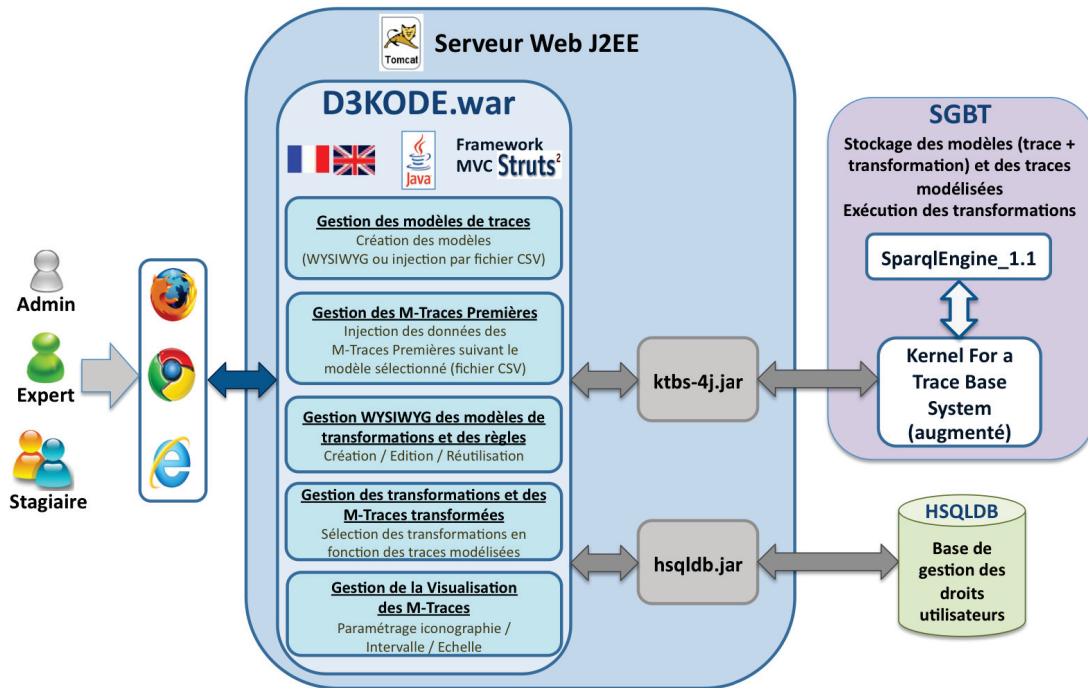 Tomcat
Serveur Web J2EE
D3KODE.war
Java
Framework
MVC Struts²
Gestion des modèles de traces
Création des modèles
(WYSIWYG ou injection par fichier CSV)
Gestion des M-Traces Premières
Injection des données des
M-Traces Premières suivant le
modèle sélectionné (fichier CSV)
Gestion WYSIWYG des modèles de
transformations et des règles
Création / Edition / Réutilisation
Gestion des transformations et des
M-Traces transformées
Sélection des transformations en
fonction des traces modélisées
Gestion de la Visualisation
des M-Traces
Paramétrage iconographie /
Intervalle / Echelle
Admin
Expert
Stagiaire
ktbs-4j.jar
hsqldb.jar
SGBT
Stockage des modèles (trace +
transformation) et des traces
modélisées
Exécution des transformations
SparqlEngine_1.1
Kernel For a
Trace Base
System
(augmenté)
HSQLDB
Base de
gestion des
droits
utilisateurs